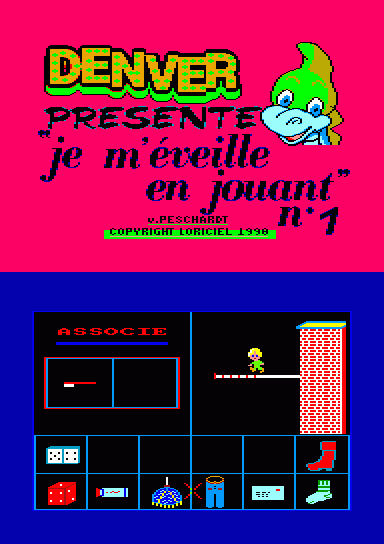 DENVER
PRESENTE
"je m'éveille
en jouant"
n·1
v.PESCHARDT
COPYRIGHT LORICIEL 1990
ASSOCIE